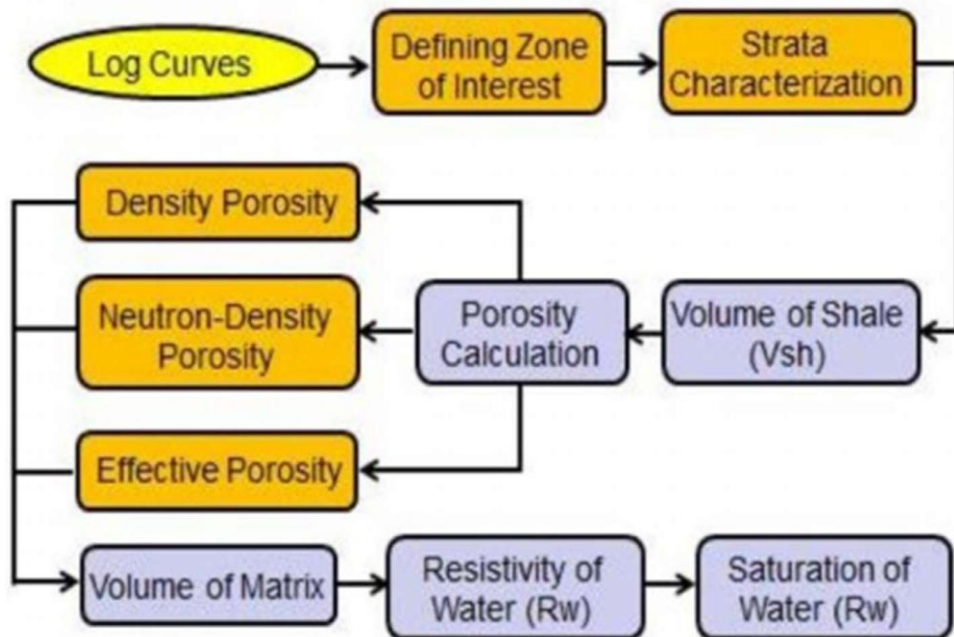 Log Curves
Defining Zone
of Interest
Strata
Characterization
Volume of Shale
(Vsh)
Porosity
Calculation
Density Porosity
Neutron-Density
Porosity
Effective Porosity
Volume of Matrix
Resistivity of
Water (Rw)
Saturation of
Water (Rw)